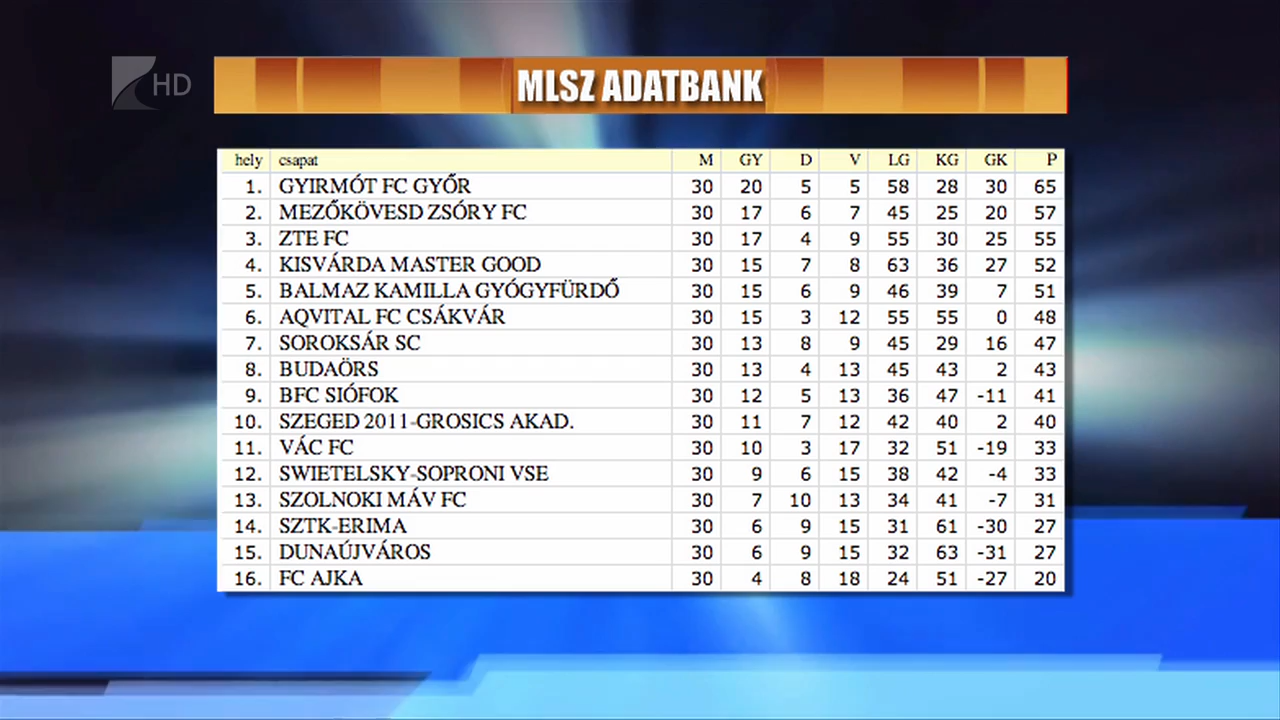 HD
MLSZ ADATBANK
hely csapat M GY D V LG KG GK P
1. GYIRMÓT FC GYŐR 30 20 5 5 58 28 30 65
2. MEZŐKÖVESD ZSÓRY FC 30 17 6 7 45 25 20 57
3. ZTE FC 30 17 4 9 55 30 25 55
4. KISVÁRDA MASTER GOOD 30 15 7 8 63 36 27 52
5. BALMAZ KAMILLA GYÓGYFÜRDŐ 30 15 6 9 46 39 7 51
6. AQVITAL FC CSÁKVÁR 30 15 3 12 55 55 0 48
7. SOROKSÁR SC 30 13 8 9 45 29 16 47
8. BUDAÖRS 30 13 4 13 45 43 2 43
9. BFC SIÓFOK 30 12 5 13 36 47 -11 41
10. SZEGED 2011-GROSICS AKAD. 30 11 7 12 42 40 2 40
11. VÁC FC 30 10 3 17 32 51 -19 33
12. SWIETELSKY-SOPRONI VSE 30 9 6 15 38 42 -4 33
13. SZOLNOKI MÁV FC 30 7 10 13 34 41 -7 31
14. SZTK-ERIMA 30 6 9 15 31 61 -30 27
15. DUNAÚJVÁROS 30 6 9 15 32 63 -31 27
16. FC AJKA 30 4 8 18 24 51 -27 20